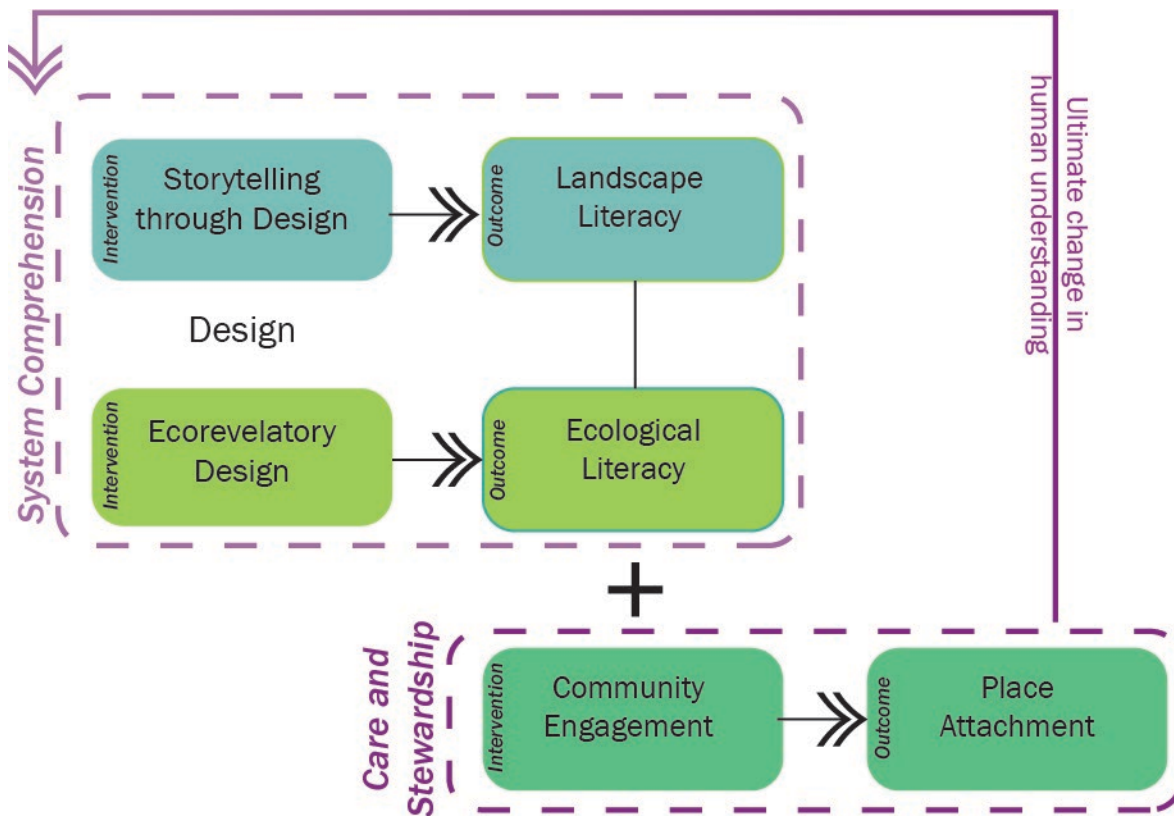 System Comprehension
Intervention
Storytelling
through Design
Outcome
Landscape
Literacy
Design
Intervention
Ecorevelatory
Design
Outcome
Ecological
Literacy
Ultimate change in
human understanding
+
Care and
Stewardship
Intervention
Community
Engagement
Outcome
Place
Attachment